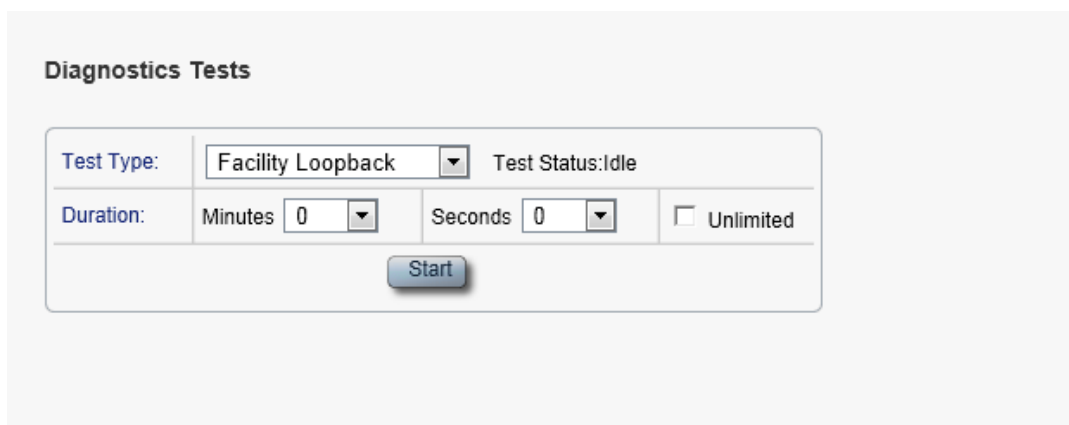 Diagnostics Tests
Test Type: Facility Loopback Test Status:Idle
Duration: Minutes 0 Seconds 0 Unlimited
Start